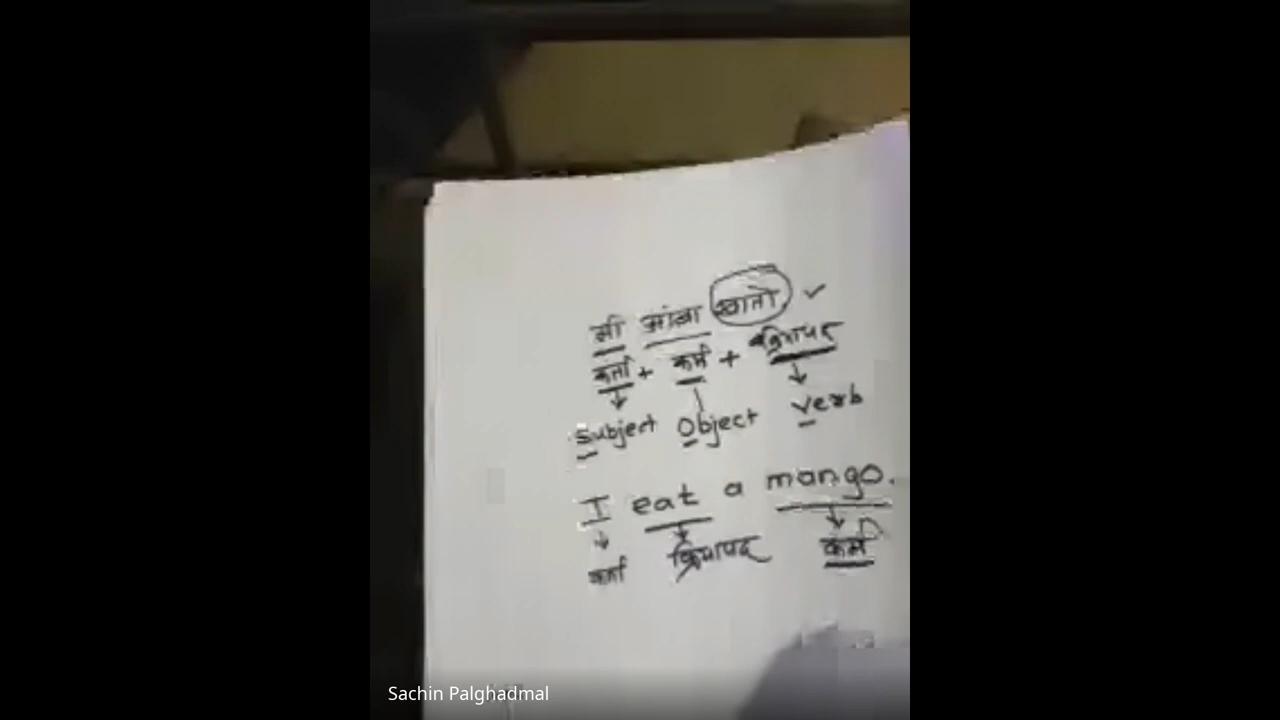 मी आंबा खातो. ✓
कर्ता + कर्म + क्रियापद
↓ ↓
Subject Object Verb
I eat a mango.
↓ ↓ ↓
कर्ता क्रियापद कर्म
Sachin Palghadmal